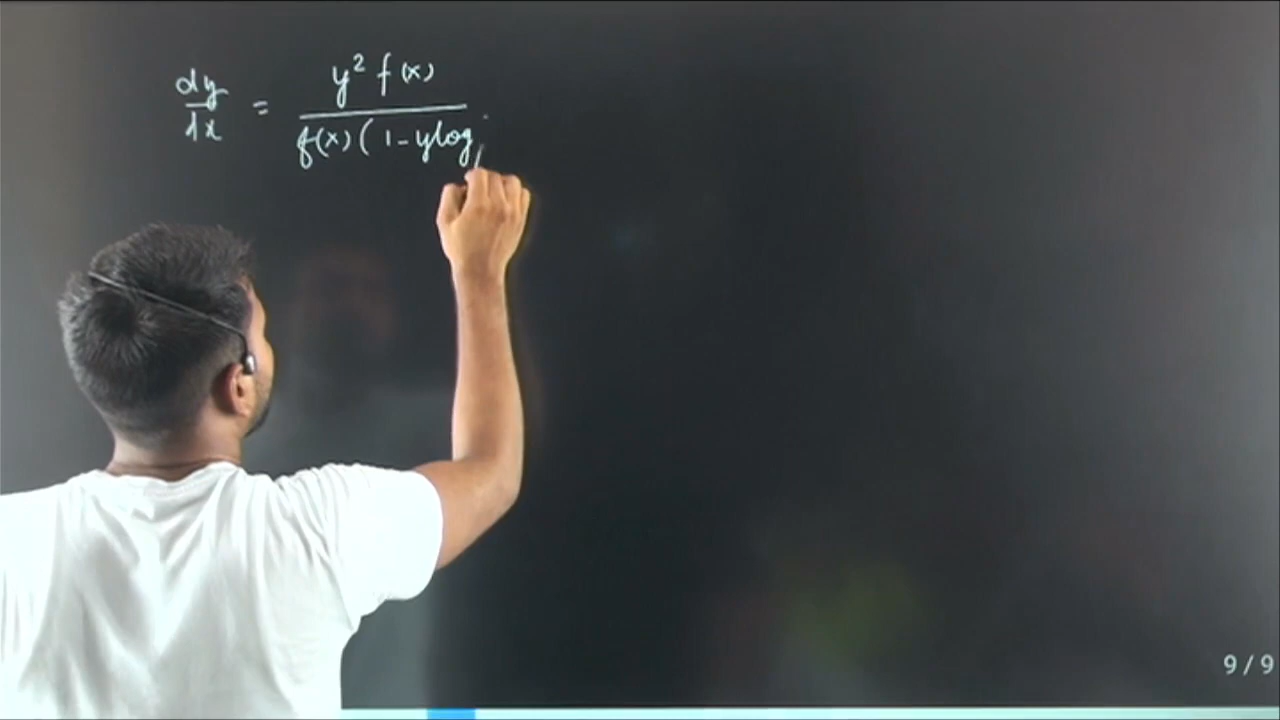 dy/dx = y² f(x) / f(x) ( 1 - ylog
9/9